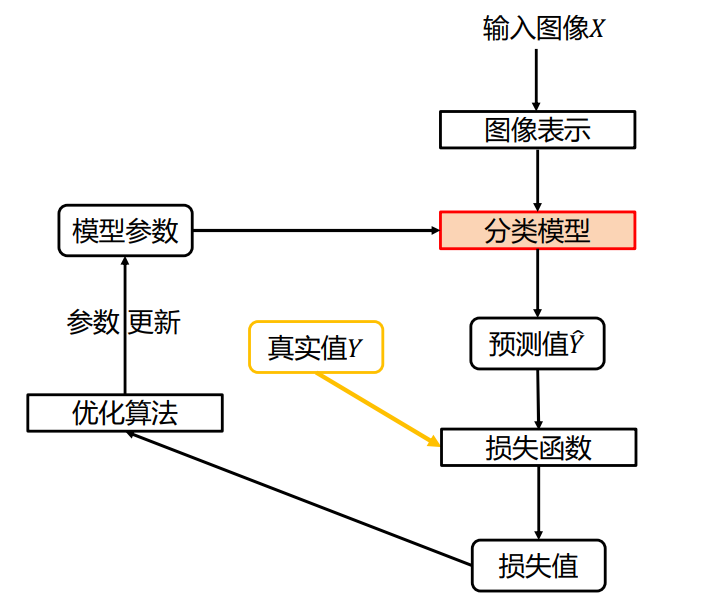 输入图像X
图像表示
模型参数
分类模型
参数 更新
真实值Y
预测值Ŷ
优化算法
损失函数
损失值